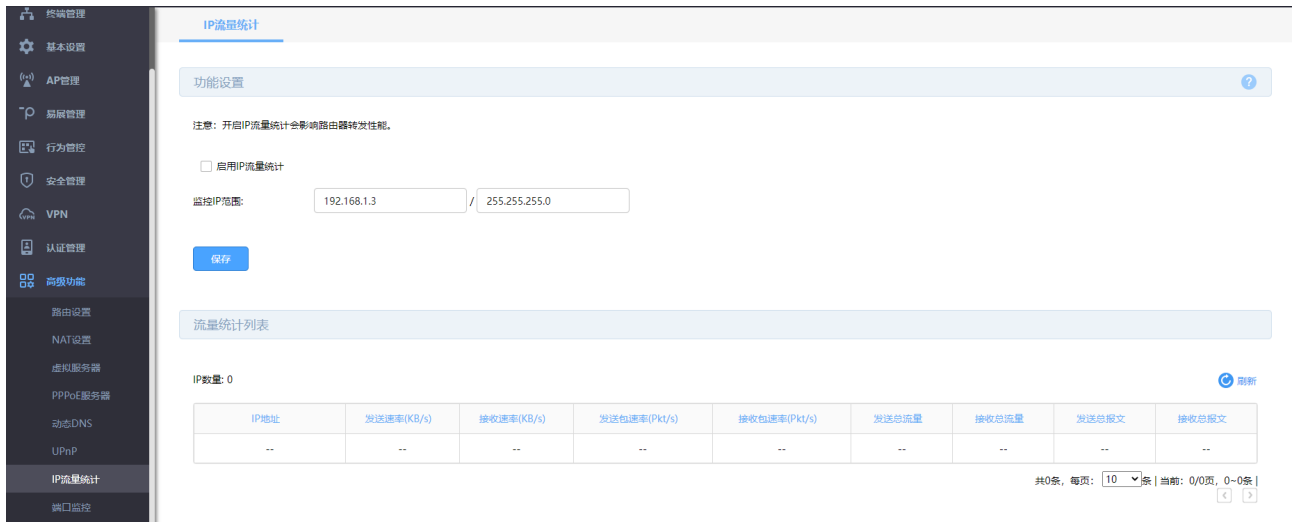 终端管理
基本设置
AP管理
易展管理
行为管控
安全管理
VPN
认证管理
高级功能
路由设置
NAT设置
虚拟服务器
PPPoE服务器
动态DNS
UPnP
IP流量统计
端口监控
IP流量统计
功能设置
?
注意：开启IP流量统计会影响路由器转发性能。
启用IP流量统计
监控IP范围: 192.168.1.3 / 255.255.255.0
保存
流量统计列表
IP数量: 0 刷新
IP地址 发送速率(KB/s) 接收速率(KB/s) 发送包速率(Pkt/s) 接收包速率(Pkt/s) 发送总流量 接收总流量 发送总报文 接收总报文
-- -- -- -- -- -- -- -- --
共0条，每页： 10 条 | 当前：0/0页，0~0条 |
< >